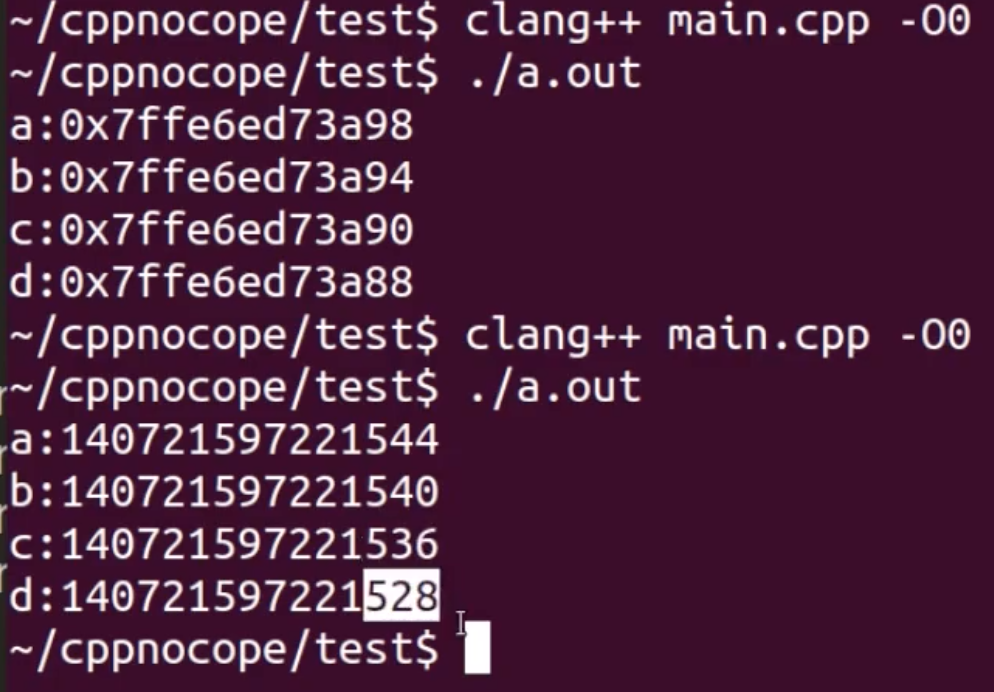 ~/cppnocope/test$ clang++ main.cpp -O0
~/cppnocope/test$ ./a.out
a:0x7ffe6ed73a98
b:0x7ffe6ed73a94
c:0x7ffe6ed73a90
d:0x7ffe6ed73a88
~/cppnocope/test$ clang++ main.cpp -O0
~/cppnocope/test$ ./a.out
a:140721597221544
b:140721597221540
c:140721597221536
d:140721597221528
~/cppnocope/test$